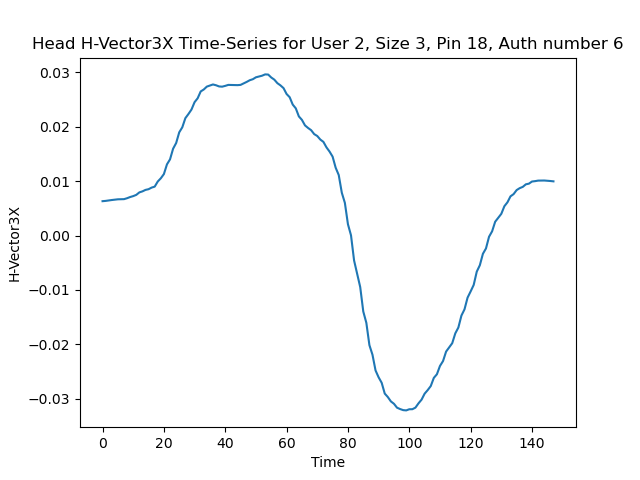 Head H-Vector3X Time-Series for User 2, Size 3, Pin 18, Auth number 6
0.03
0.02
0.01
0.00
−0.01
−0.02
−0.03
H-Vector3X
0 20 40 60 80 100 120 140
Time